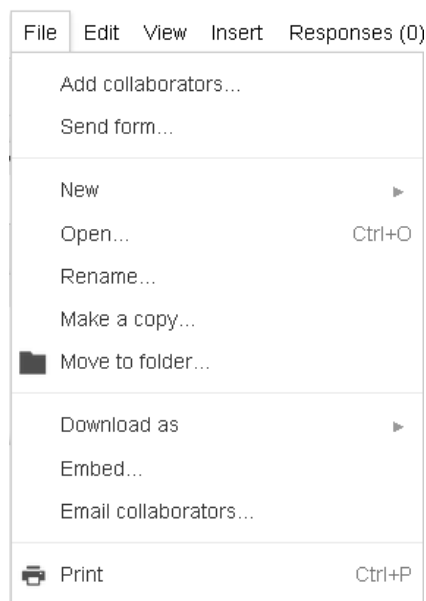 File Edit View Insert Responses (0)
Add collaborators...
Send form...
New
Open... Ctrl+O
Rename...
Make a copy...
Move to folder...
Download as
Embed...
Email collaborators...
Print Ctrl+P